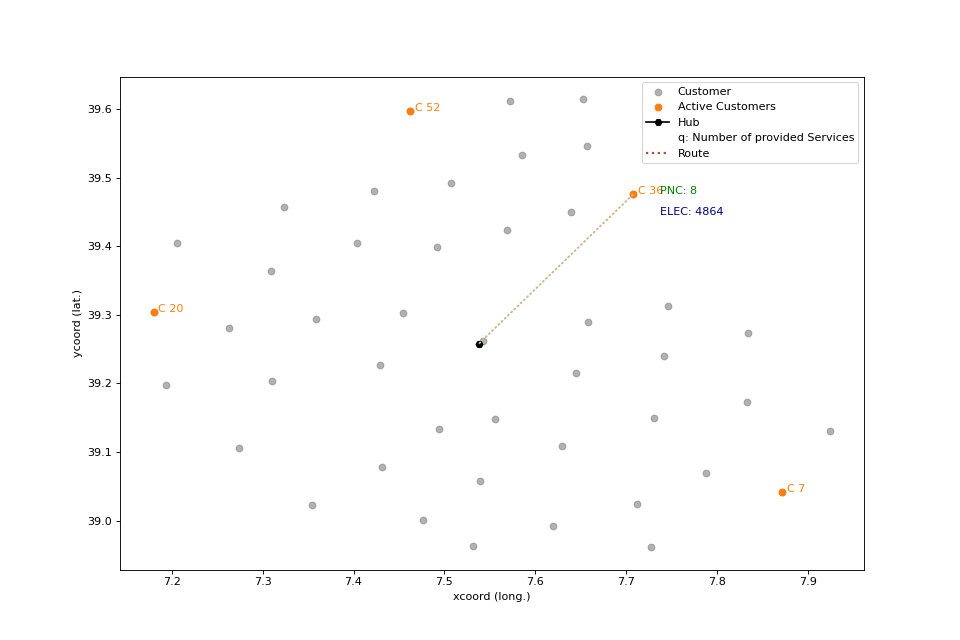 Customer
Active Customers
Hub
q: Number of provided Services
Route
C 52
C 36
PNC: 8
ELEC: 4864
C 20
C 7
39.6
39.5
39.4
39.3
39.2
39.1
39.0
ycoord (lat.)
7.2 7.3 7.4 7.5 7.6 7.7 7.8 7.9
xcoord (long.)